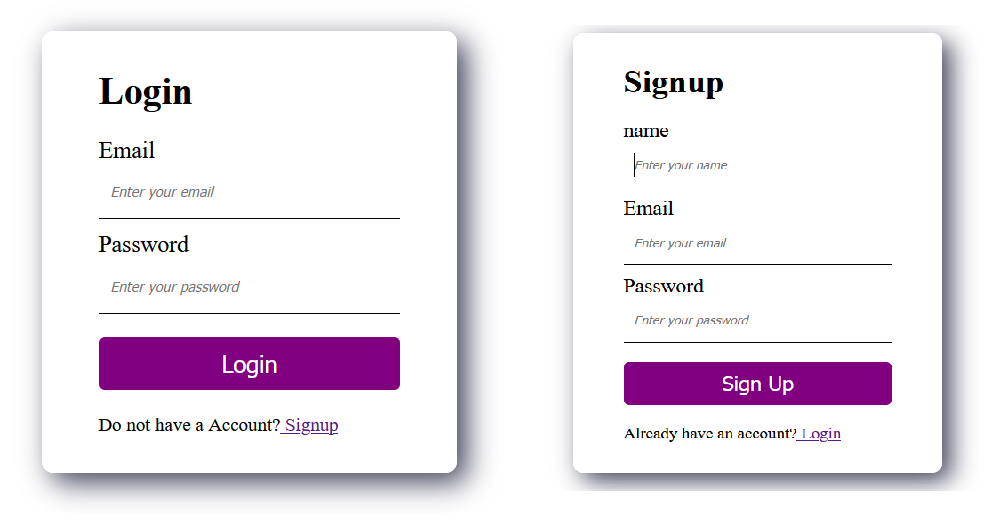 Login
Email
Enter your email
Password
Enter your password
Login
Do not have a Account? Signup
Signup
name
Enter your name
Email
Enter your email
Password
Enter your password
Sign Up
Already have an account? Login